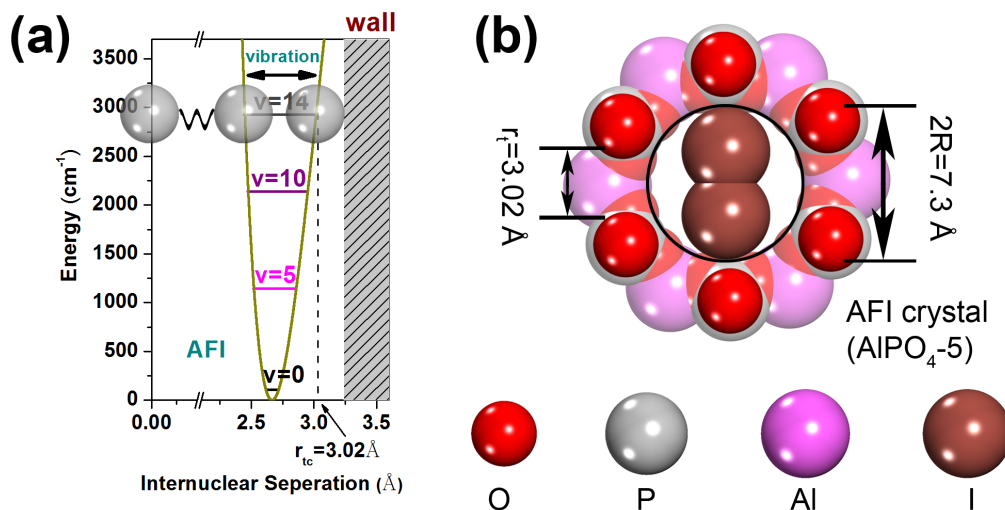 (a)
wall
vibration
3500
3000
2500
2000
1500
1000
500
0
Energy (cm⁻¹)
v=14
v=10
v=5
v=0
AFI
0.00
2.5
3.0
3.5
r_tc=3.02Å
Internuclear Seperation (Å)
(b)
r_t=3.02 Å
2R=7.3 Å
AFI crystal
(AlPO₄-5)
O
P
Al
I